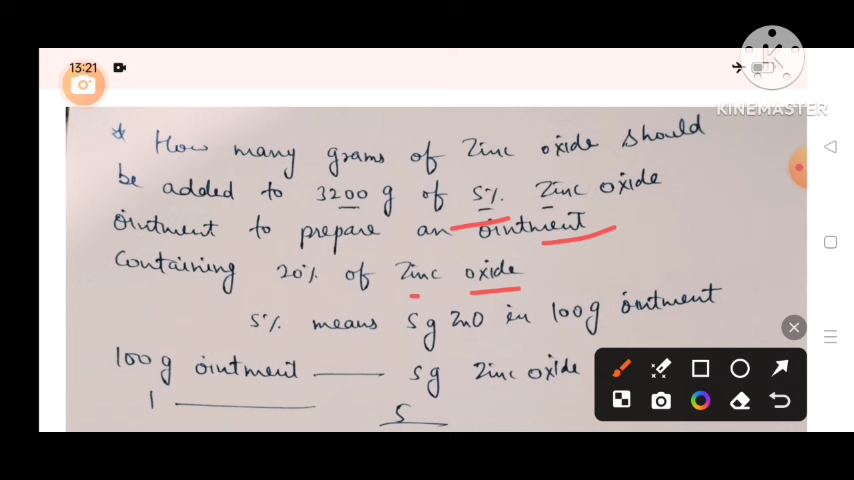 13:21
KINEMASTER
* How many grams of Zinc oxide should
be added to 3200 g of 5% Zinc oxide
ointment to prepare an ointment
Containing 20% of Zinc oxide
5% means 5g ZnO in 100g ointment
100g ointment — 5g Zinc oxide
1 — 5